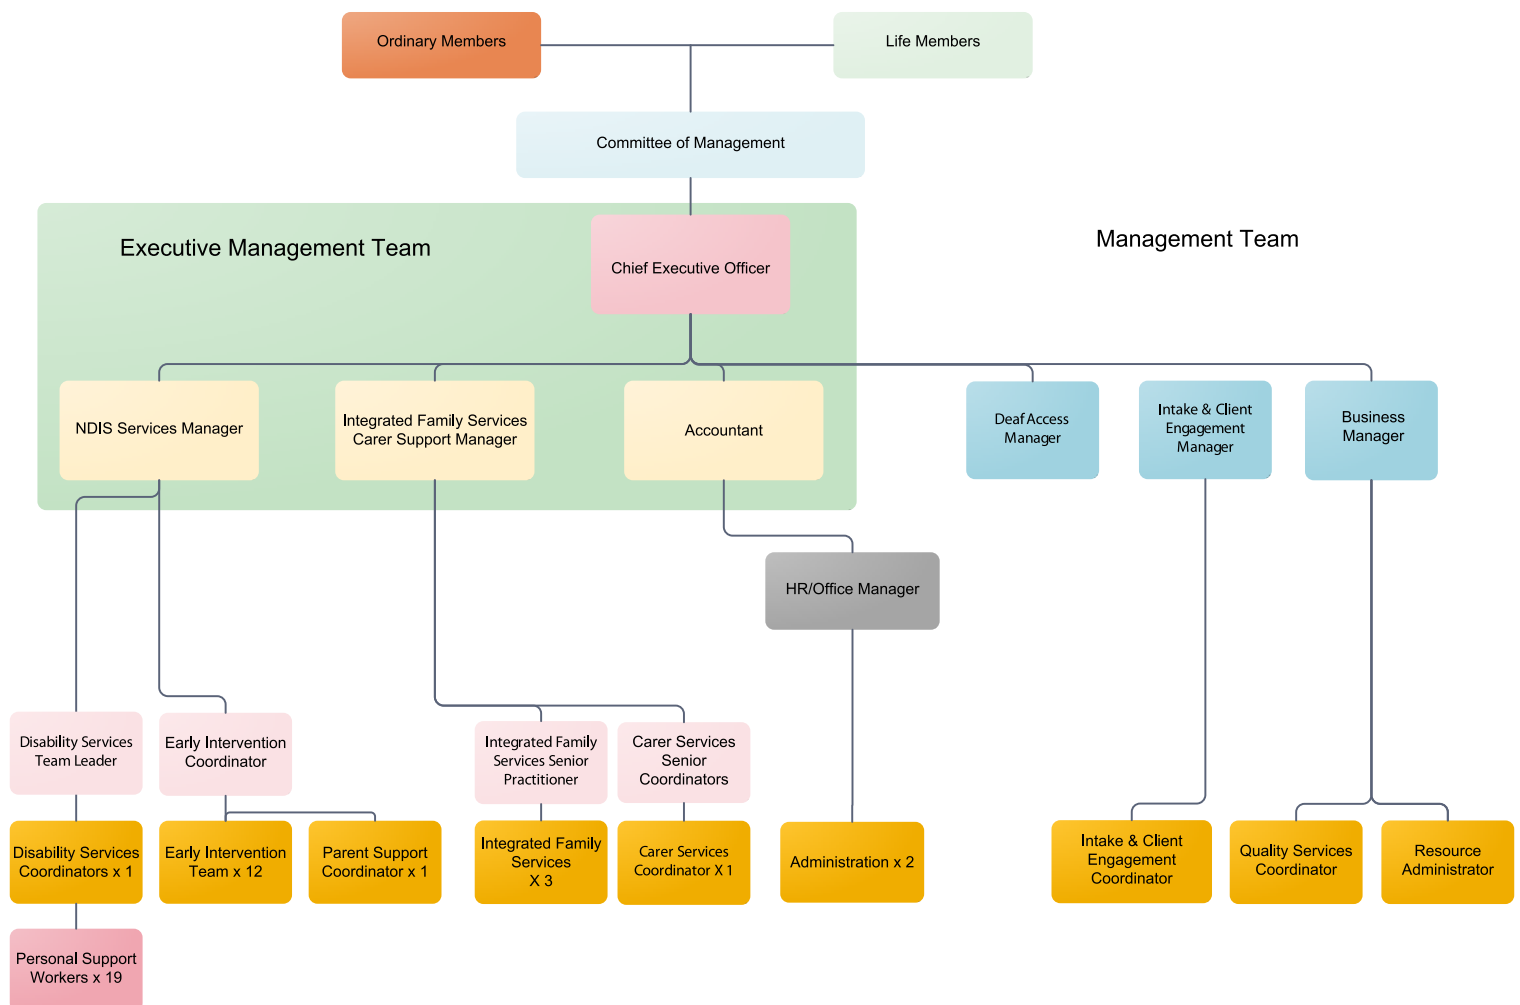 Ordinary Members
Life Members
Committee of Management
Executive Management Team
Chief Executive Officer
Management Team
NDIS Services Manager
Integrated Family Services
Carer Support Manager
Accountant
Deaf Access
Manager
Intake & Client
Engagement
Manager
Business
Manager
HR/Office Manager
Disability Services
Team Leader
Early Intervention
Coordinator
Integrated Family
Services Senior
Practitioner
Carer Services
Senior
Coordinators
Disability Services
Coordinators x 1
Early Intervention
Team x 12
Parent Support
Coordinator x 1
Integrated Family
Services
X 3
Carer Services
Coordinator X 1
Administration x 2
Intake & Client
Engagement
Coordinator
Quality Services
Coordinator
Resource
Administrator
Personal Support
Workers x 19